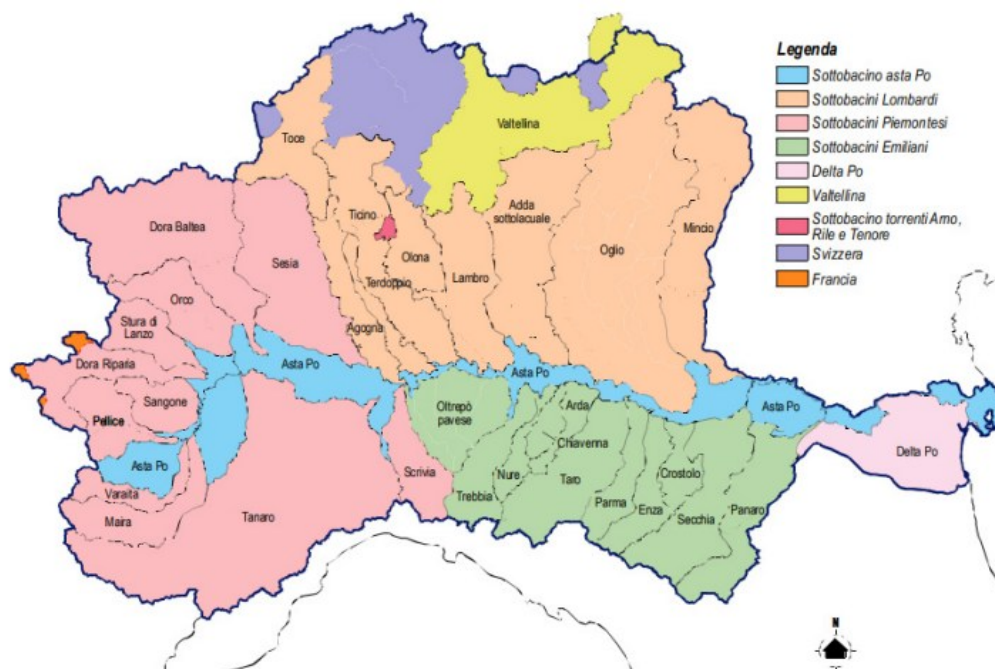 Legenda
Sottobacino asta Po
Sottobacini Lombardi
Sottobacini Piemontesi
Sottobacini Emiliani
Delta Po
Valtellina
Sottobacino torrenti Arno,
Rile e Tenore
Svizzera
Francia
Valtellina
Toce
Ticino
Adda
sottolacuale
Mincio
Dora Baltea
Oglio
Olona
Sesia
Lambro
Terdoppio
Orco
Stura di
Lanzo
Agogna
Dora Riparia
Asta Po
Asta Po
Sangone
Asta Po
Oltrepò
pavese
Arda
Pellice
Chiavenna
Asta Po
Delta Po
Scrivia
Nure
Crostolo
Taro
Varaita
Trebbia
Parma
Enza
Panaro
Maira
Tanaro
Secchia
N